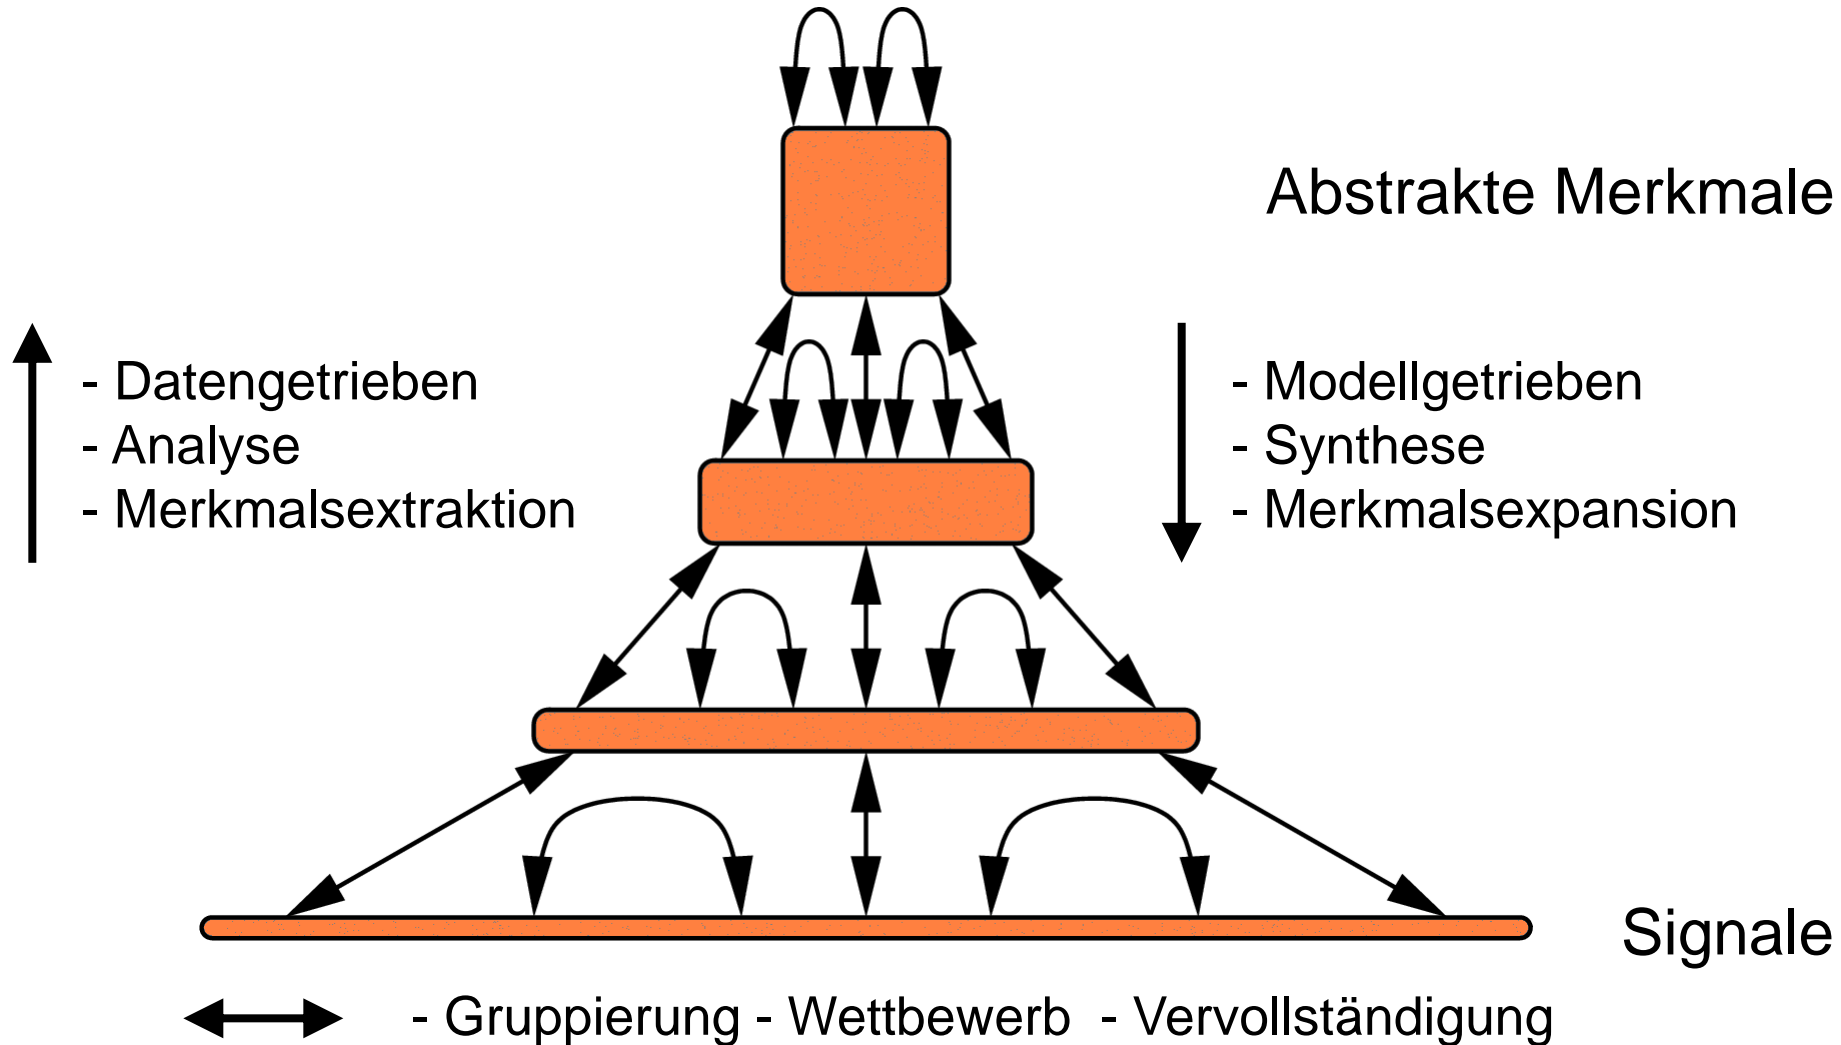 Abstrakte Merkmale
- Datengetrieben
- Analyse
- Merkmalsextraktion
- Modellgetrieben
- Synthese
- Merkmalsexpansion
Signale
- Gruppierung - Wettbewerb - Vervollständigung